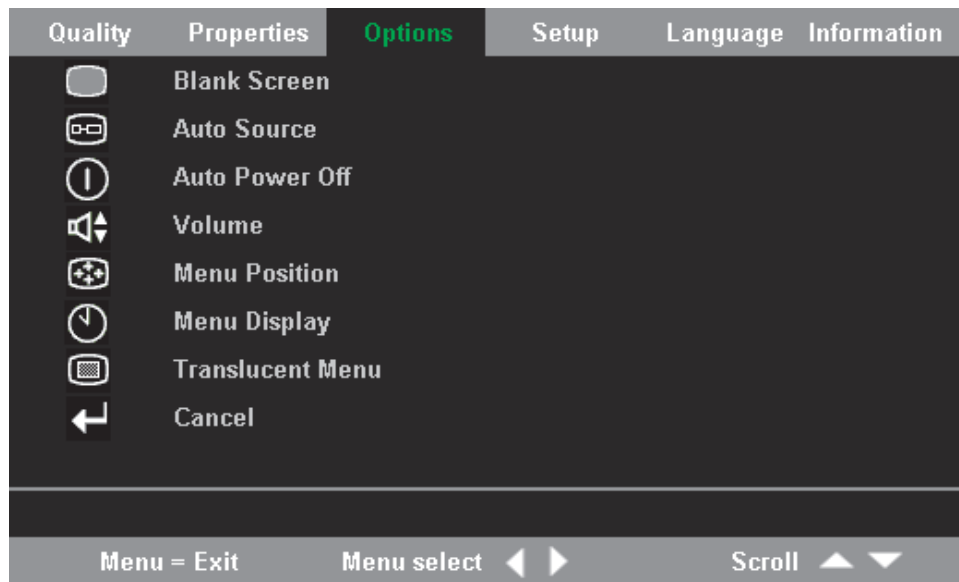 Quality Properties Options Setup Language Information
Blank Screen
Auto Source
Auto Power Off
Volume
Menu Position
Menu Display
Translucent Menu
Cancel
Menu = Exit Menu select Scroll